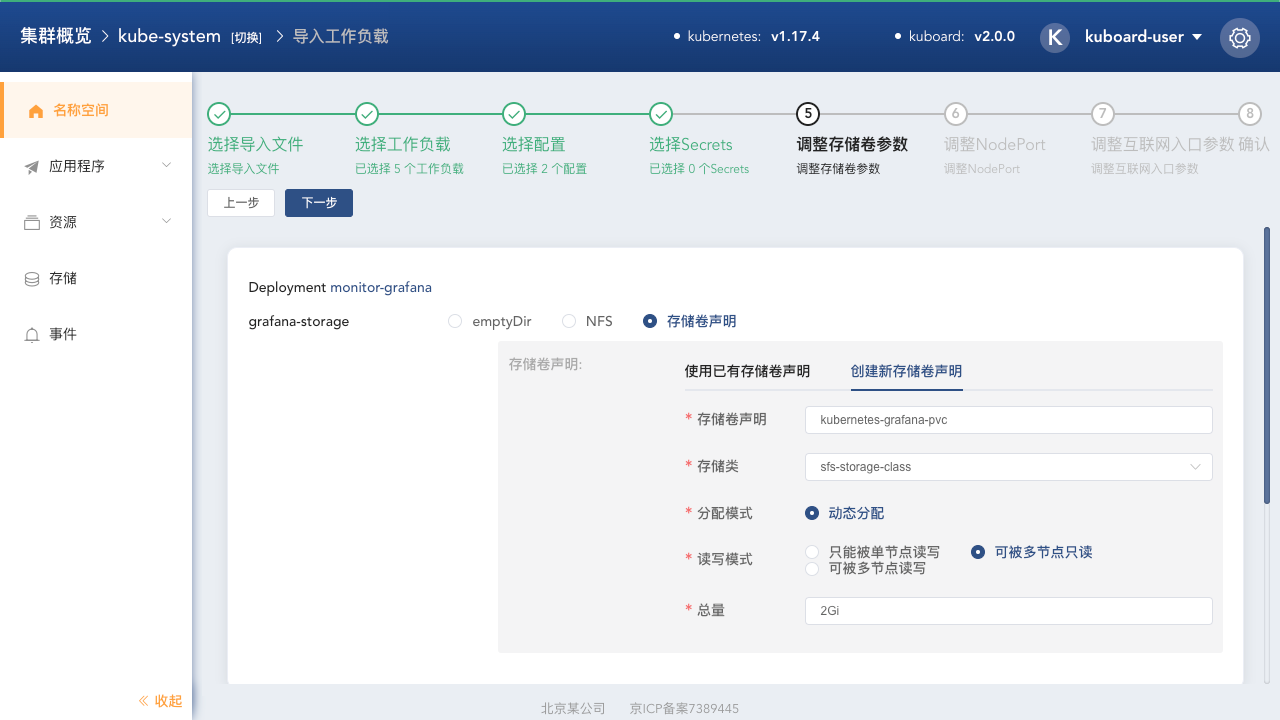 集群概览 > kube-system [切换] > 导入工作负载
kubernetes: v1.17.4
kuboard: v2.0.0
K kuboard-user
名称空间
应用程序
资源
存储
事件
收起
选择导入文件
选择导入文件
选择工作负载
已选择 5 个工作负载
选择配置
已选择 2 个配置
选择Secrets
已选择 0 个Secrets
5
调整存储卷参数
调整存储卷参数
6
调整NodePort
调整NodePort
7
调整互联网入口参数
调整互联网入口参数
8
确认
上一步 下一步
Deployment monitor-grafana
grafana-storage emptyDir NFS 存储卷声明
存储卷声明: 使用已有存储卷声明 创建新存储卷声明
* 存储卷声明 kubernetes-grafana-pvc
* 存储类 sfs-storage-class
* 分配模式 动态分配
* 读写模式 只能被单节点读写 可被多节点只读
可被多节点读写
* 总量 2Gi
北京某公司 京ICP备案7389445